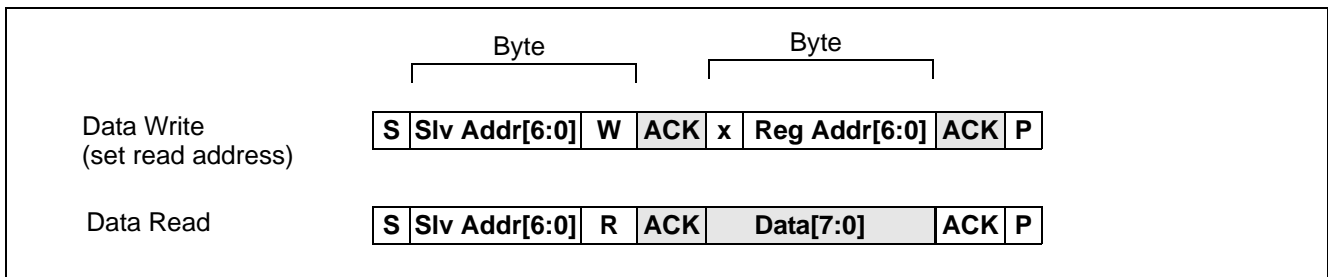 Byte Byte
Data Write
(set read address)
S Slv Addr[6:0] W ACK x Reg Addr[6:0] ACK P
Data Read
S Slv Addr[6:0] R ACK Data[7:0] ACK P